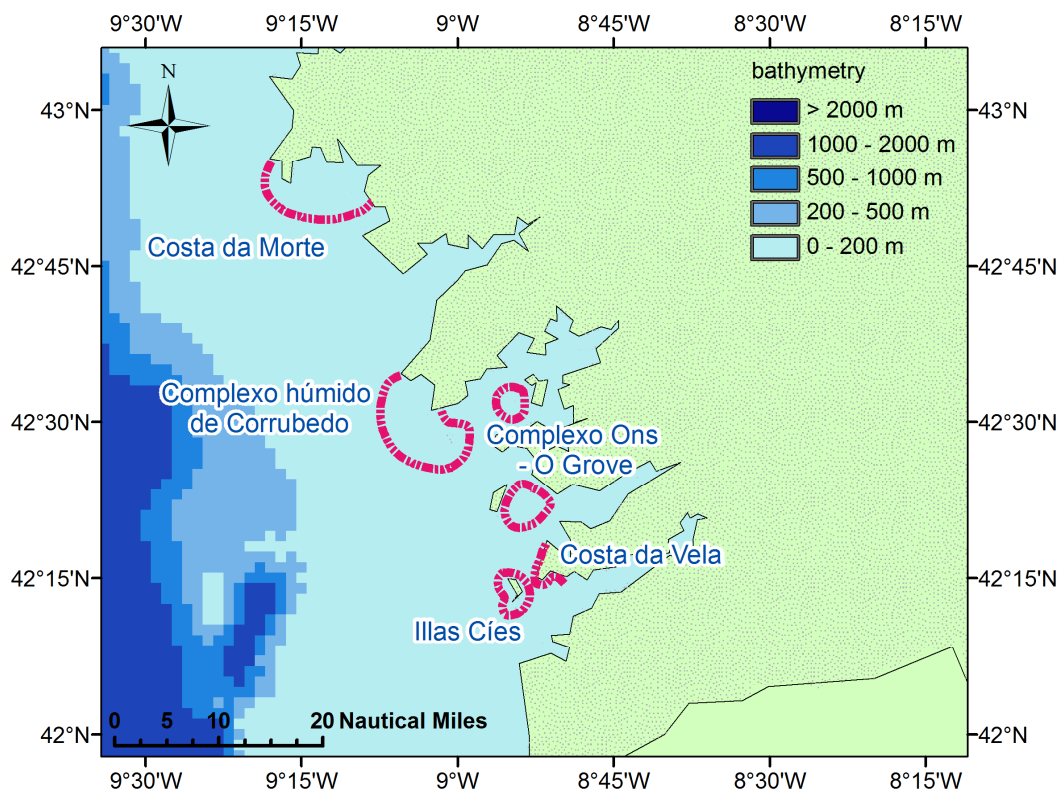 9°30'W 9°15'W 9°W 8°45'W 8°30'W 8°15'W
N
bathymetry
> 2000 m
1000 - 2000 m
500 - 1000 m
200 - 500 m
0 - 200 m
43°N 43°N
Costa da Morte
42°45'N 42°45'N
Complexo húmido
de Corrubedo
42°30'N 42°30'N
Complexo Ons
- O Grove
Costa da Vela
42°15'N 42°15'N
Illas Cíes
0 5 10 20 Nautical Miles
42°N 42°N
9°30'W 9°15'W 9°W 8°45'W 8°30'W 8°15'W